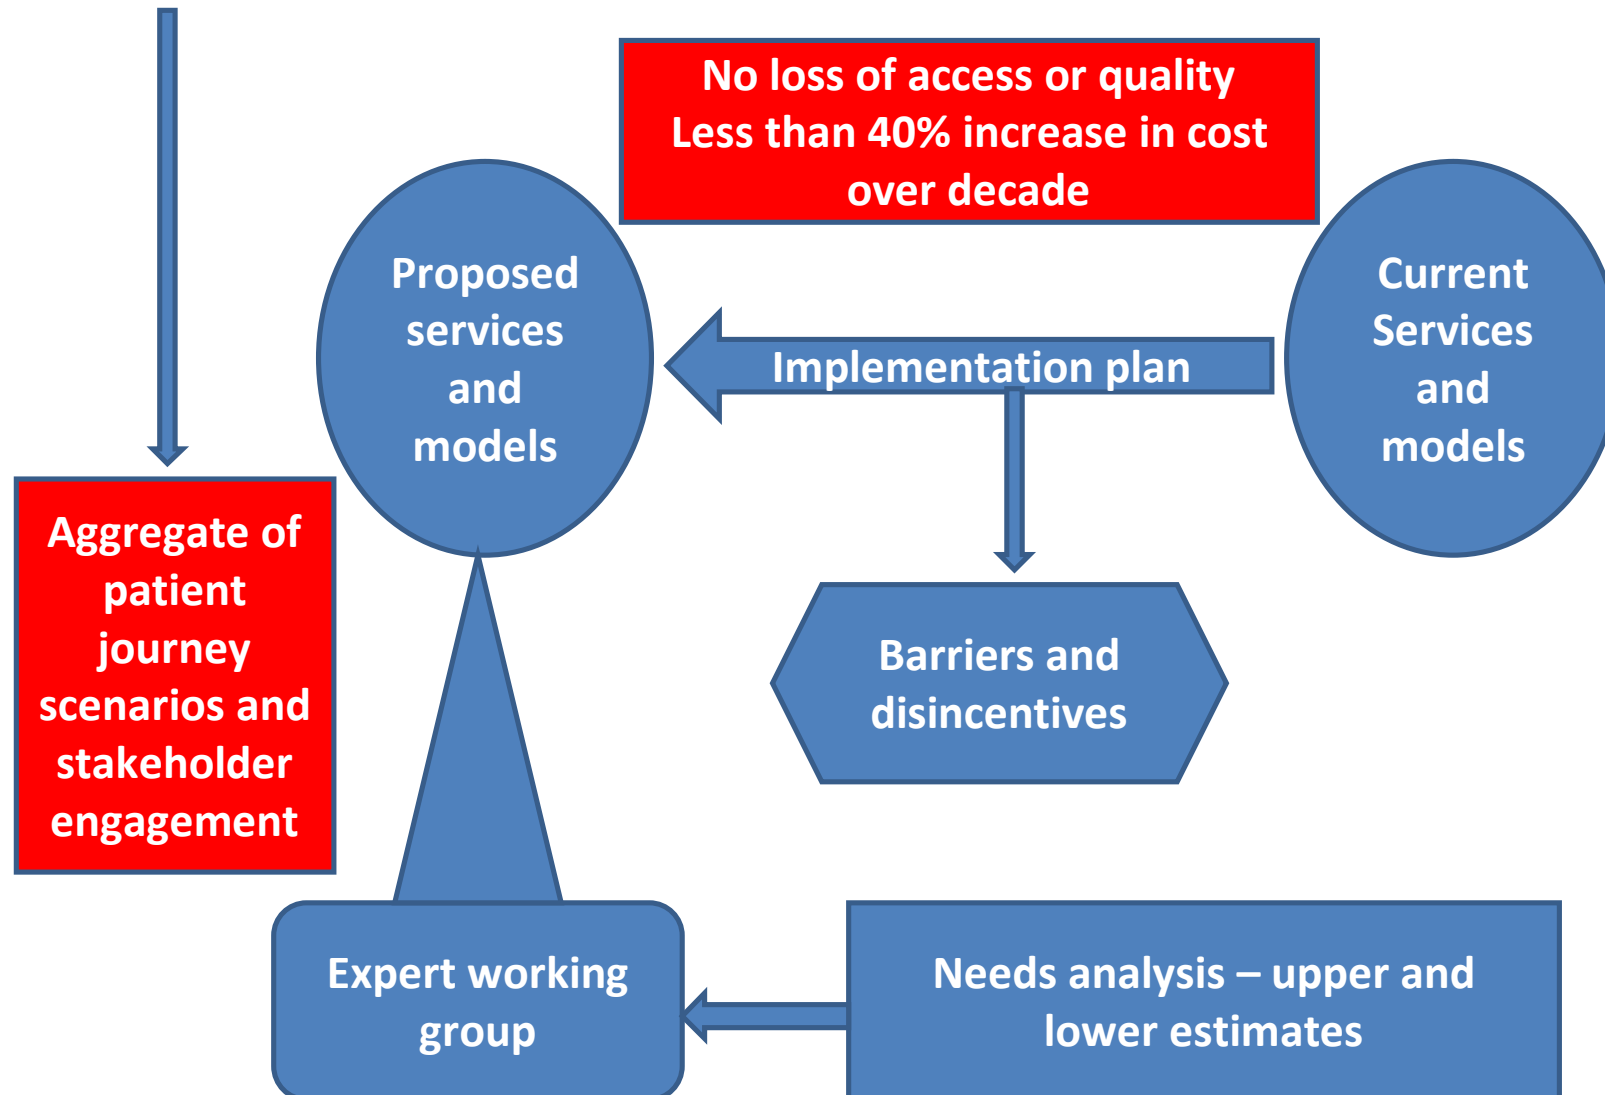 No loss of access or quality
Less than 40% increase in cost
over decade
Proposed
services
and
models
Implementation plan
Current
Services
and
models
Aggregate of
patient
journey
scenarios and
stakeholder
engagement
Barriers and
disincentives
Expert working
group
Needs analysis – upper and
lower estimates